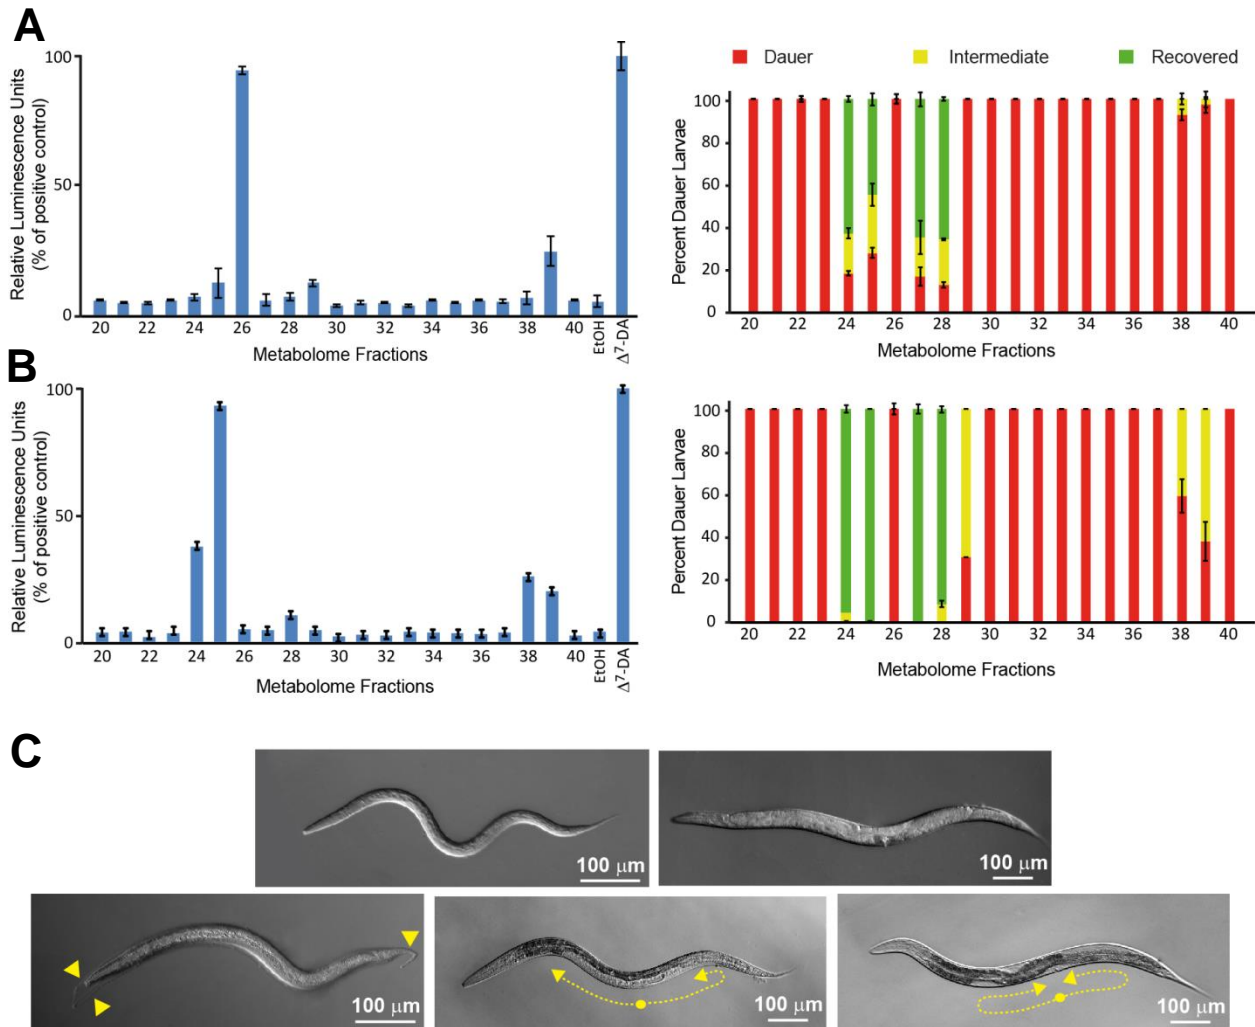 A
Relative Luminescence Units
(% of positive control)
100
50
0
20 22 24 26 28 30 32 34 36 38 40 EtOH Δ⁷-DA
Metabolome Fractions
Dauer Intermediate Recovered
Percent Dauer Larvae
100
80
60
40
20
0
20 22 24 26 28 30 32 34 36 38 40
Metabolome Fractions
B
Relative Luminescence Units
(% of positive control)
100
50
0
20 22 24 26 28 30 32 34 36 38 40 EtOH Δ⁷-DA
Metabolome Fractions
Percent Dauer Larvae
100
80
60
40
20
0
20 22 24 26 28 30 32 34 36 38 40
Metabolome Fractions
C
100 μm
100 μm
100 μm
100 μm
100 μm